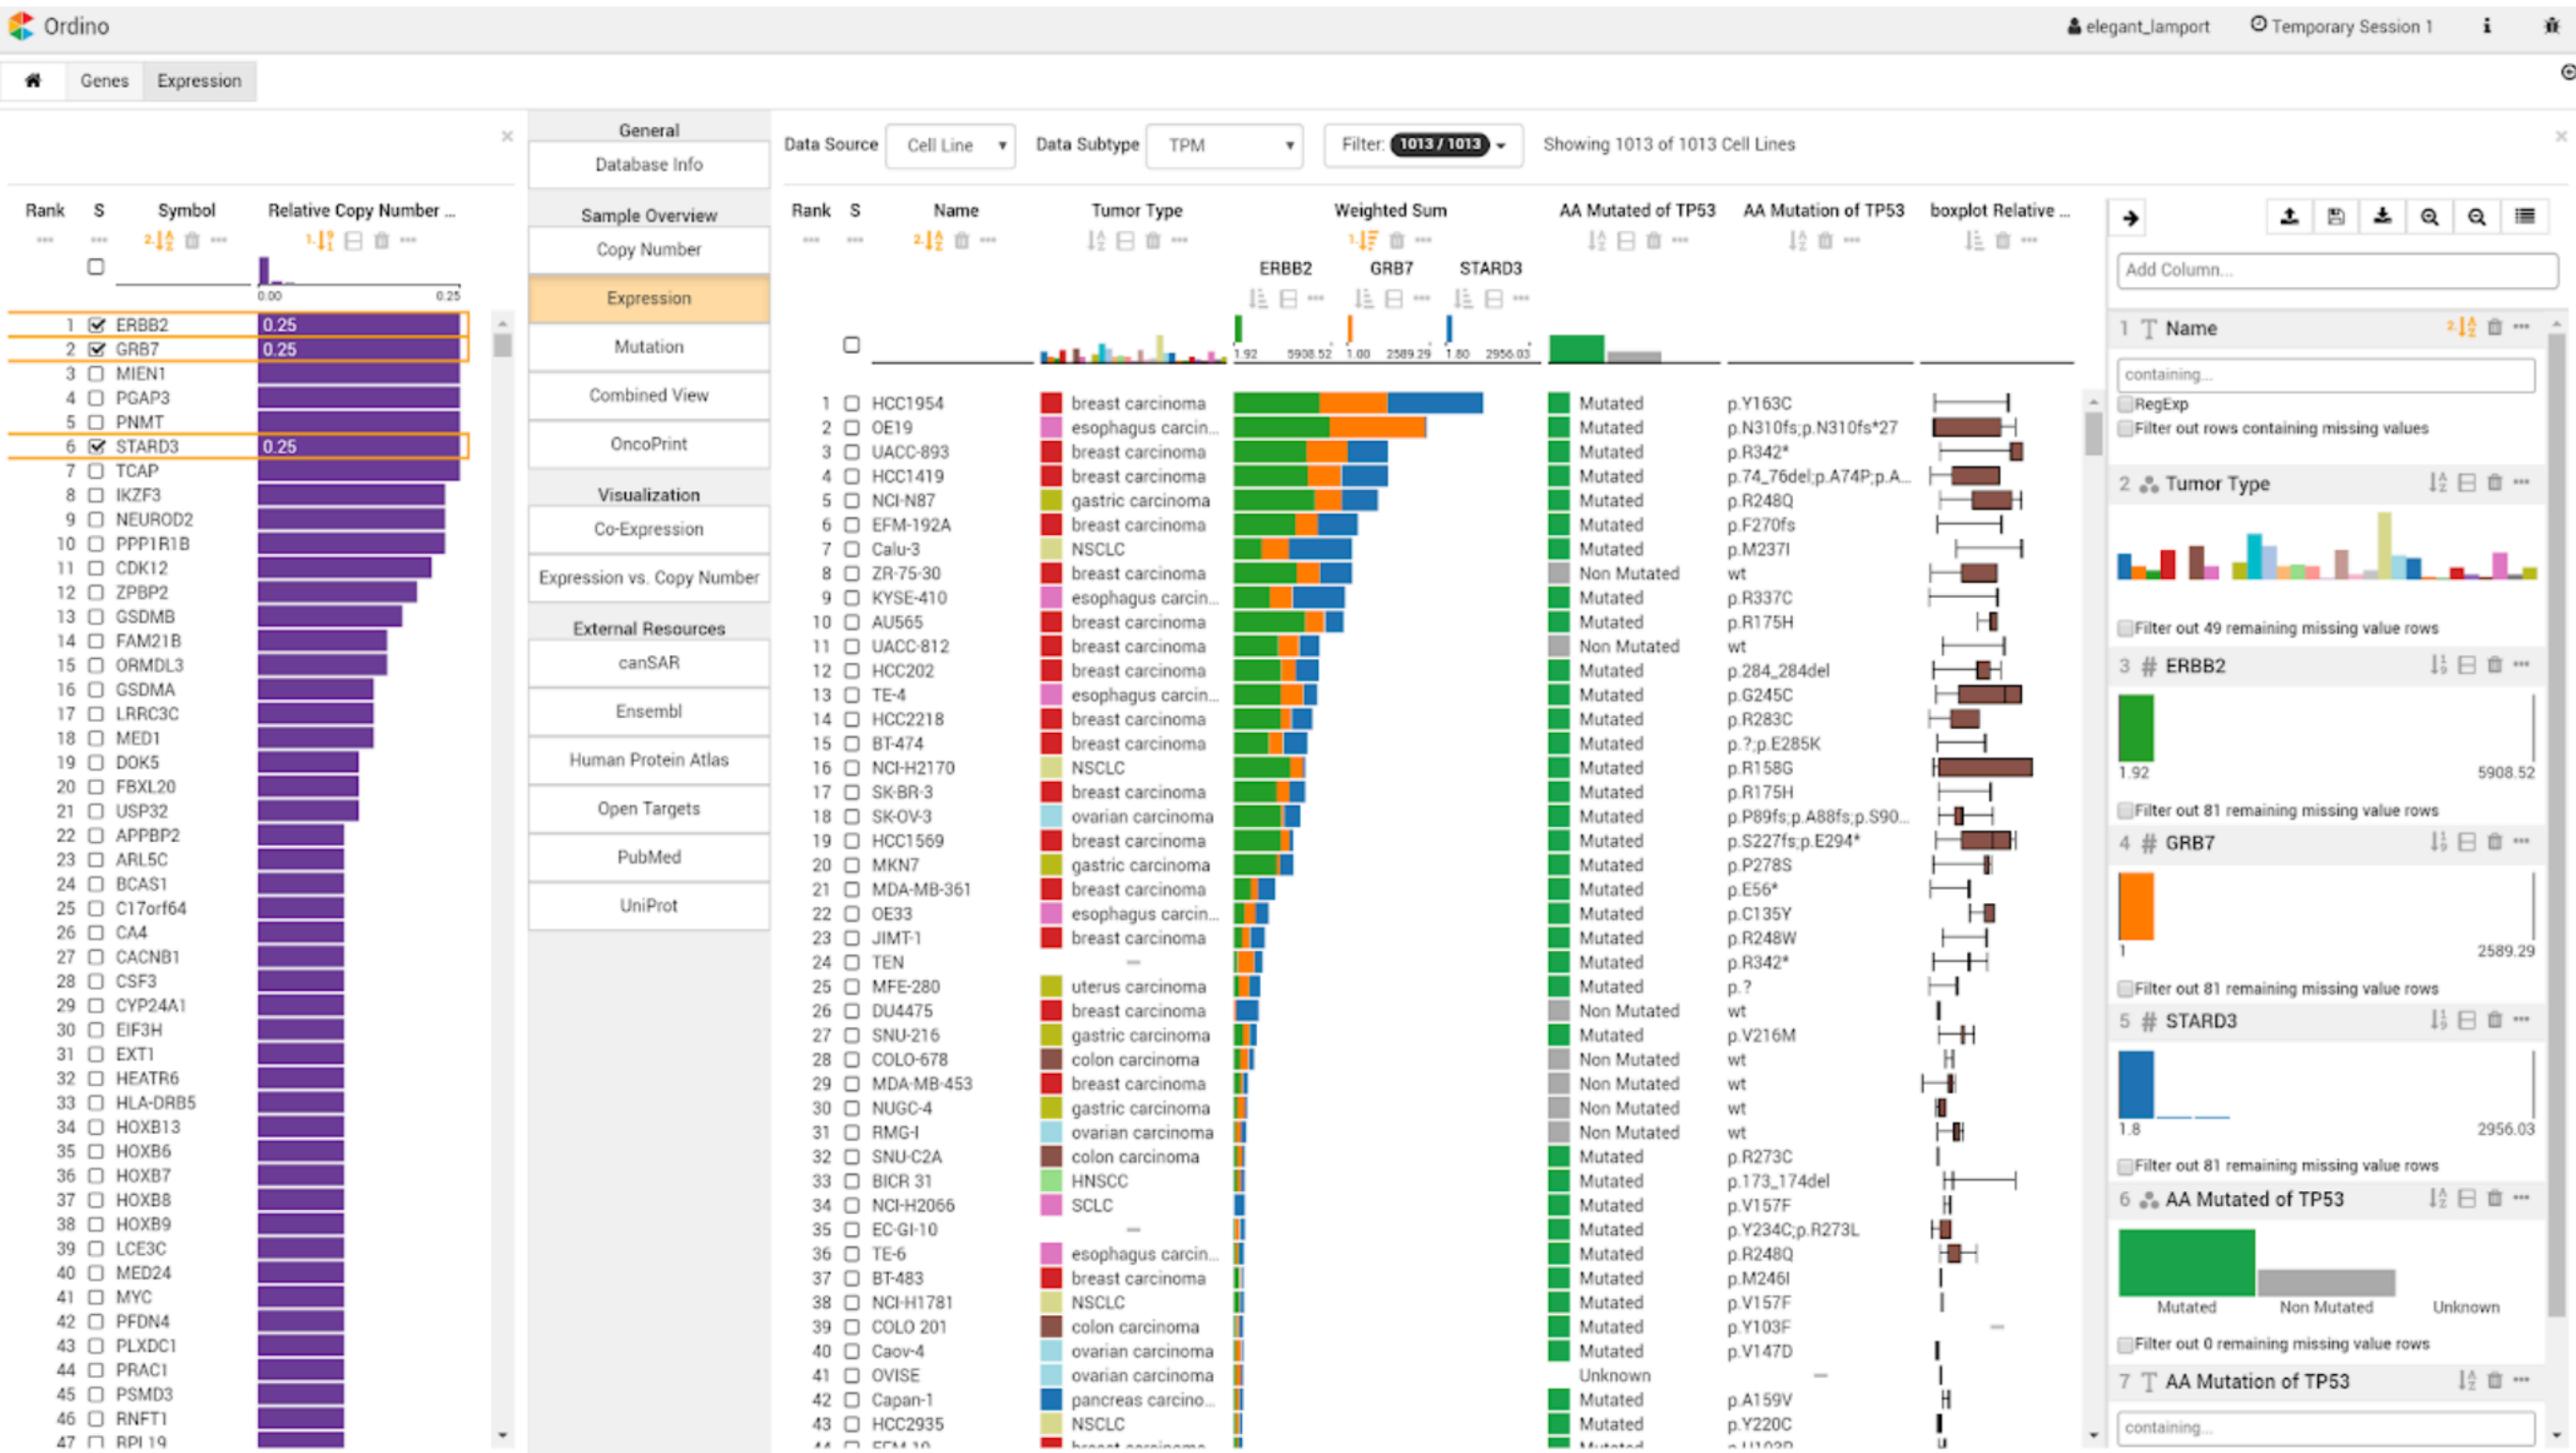 Ordino
elegant_lamport Temporary Session 1
Genes Expression
Rank S Symbol Relative Copy Number ...
0.00 0.25
1 ERBB2 0.25
2 GRB7 0.25
3 MIEN1
4 PGAP3
5 PNMT
6 STARD3 0.25
7 TCAP
8 IKZF3
9 NEUROD2
10 PPP1R1B
11 CDK12
12 ZPBP2
13 GSDMB
14 FAM21B
15 ORMDL3
16 GSDMA
17 LRRC3C
18 MED1
19 DOK5
20 FBXL20
21 USP32
22 APPBP2
23 ARL5C
24 BCAS1
25 C17orf64
26 CA4
27 CACNB1
28 CSF3
29 CYP24A1
30 EIF3H
31 EXT1
32 HEATR6
33 HLA-DRB5
34 HOXB13
35 HOXB6
36 HOXB7
37 HOXB8
38 HOXB9
39 LCE3C
40 MED24
41 MYC
42 PFDN4
43 PLXDC1
44 PRAC1
45 PSMD3
46 RNFT1
47 RPL19
General
Database Info
Sample Overview
Copy Number
Expression
Mutation
Combined View
OncoPrint
Visualization
Co-Expression
Expression vs. Copy Number
External Resources
canSAR
Ensembl
Human Protein Atlas
Open Targets
PubMed
UniProt
Data Source Cell Line Data Subtype TPM Filter: 1013 / 1013 Showing 1013 of 1013 Cell Lines
Rank S Name Tumor Type Weighted Sum AA Mutated of TP53 AA Mutation of TP53 boxplot Relative ...
ERBB2 GRB7 STARD3
1.92 5908.52 1.00 2589.29 1.80 2956.03
1 HCC1954 breast carcinoma Mutated p.Y163C
2 OE19 esophagus carcin... Mutated p.N310fs;p.N310fs*27
3 UACC-893 breast carcinoma Mutated p.R342*
4 HCC1419 breast carcinoma Mutated p.74_76del;p.A74P;p.A...
5 NCI-N87 gastric carcinoma Mutated p.R248Q
6 EFM-192A breast carcinoma Mutated p.F270fs
7 Calu-3 NSCLC Mutated p.M237I
8 ZR-75-30 breast carcinoma Non Mutated wt
9 KYSE-410 esophagus carcin... Mutated p.R337C
10 AU565 breast carcinoma Mutated p.R175H
11 UACC-812 breast carcinoma Non Mutated wt
12 HCC202 breast carcinoma Mutated p.284_284del
13 TE-4 esophagus carcin... Mutated p.G245C
14 HCC2218 breast carcinoma Mutated p.R283C
15 BT-474 breast carcinoma Mutated p.?;p.E285K
16 NCI-H2170 NSCLC Mutated p.R158G
17 SK-BR-3 breast carcinoma Mutated p.R175H
18 SK-OV-3 ovarian carcinoma Mutated p.P89fs;p.A88fs;p.S90...
19 HCC1569 breast carcinoma Mutated p.S227fs;p.E294*
20 MKN7 gastric carcinoma Mutated p.P278S
21 MDA-MB-361 breast carcinoma Mutated p.E56*
22 OE33 esophagus carcin... Mutated p.C135Y
23 JIMT-1 breast carcinoma Mutated p.R248W
24 TEN – Mutated p.R342*
25 MFE-280 uterus carcinoma Mutated p.?
26 DU4475 breast carcinoma Non Mutated wt
27 SNU-216 gastric carcinoma Mutated p.V216M
28 COLO-678 colon carcinoma Non Mutated wt
29 MDA-MB-453 breast carcinoma Non Mutated wt
30 NUGC-4 gastric carcinoma Non Mutated wt
31 RMG-I ovarian carcinoma Non Mutated wt
32 SNU-C2A colon carcinoma Mutated p.R273C
33 BICR 31 HNSCC Mutated p.173_174del
34 NCI-H2066 SCLC Mutated p.V157F
35 EC-GI-10 – Mutated p.Y234C;p.R273L
36 TE-6 esophagus carcin... Mutated p.R248Q
37 BT-483 breast carcinoma Mutated p.M246I
38 NCI-H1781 NSCLC Mutated p.V157F
39 COLO 201 colon carcinoma Mutated p.Y103F –
40 Caov-4 ovarian carcinoma Mutated p.V147D
41 OVISE ovarian carcinoma Unknown –
42 Capan-1 pancreas carcino... Mutated p.A159V
43 HCC2935 NSCLC Mutated p.Y220C
Add Column...
1 Name
containing...
RegExp
Filter out rows containing missing values
2 Tumor Type
Filter out 49 remaining missing value rows
3 # ERBB2
1.92 5908.52
Filter out 81 remaining missing value rows
4 # GRB7
1 2589.29
Filter out 81 remaining missing value rows
5 # STARD3
1.8 2956.03
Filter out 81 remaining missing value rows
6 AA Mutated of TP53
Mutated Non Mutated Unknown
Filter out 0 remaining missing value rows
7 AA Mutation of TP53
containing...